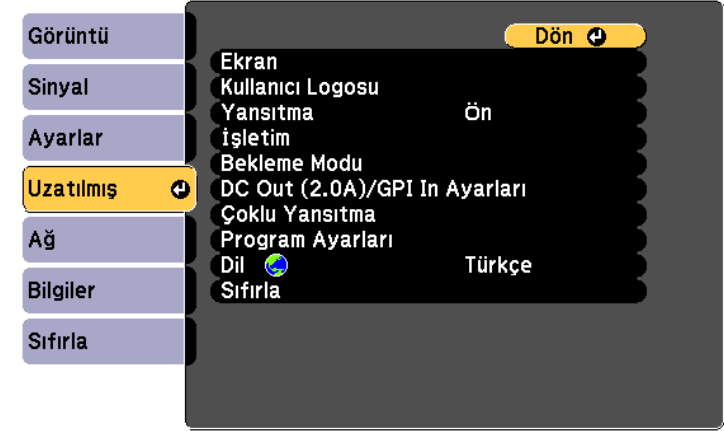 Görüntü
Sinyal
Ayarlar
Uzatılmış
Ağ
Bilgiler
Sıfırla
Dön
Ekran
Kullanıcı Logosu
Yansıtma Ön
İşletim
Bekleme Modu
DC Out (2.0A)/GPI In Ayarları
Çoklu Yansıtma
Program Ayarları
Dil Türkçe
Sıfırla